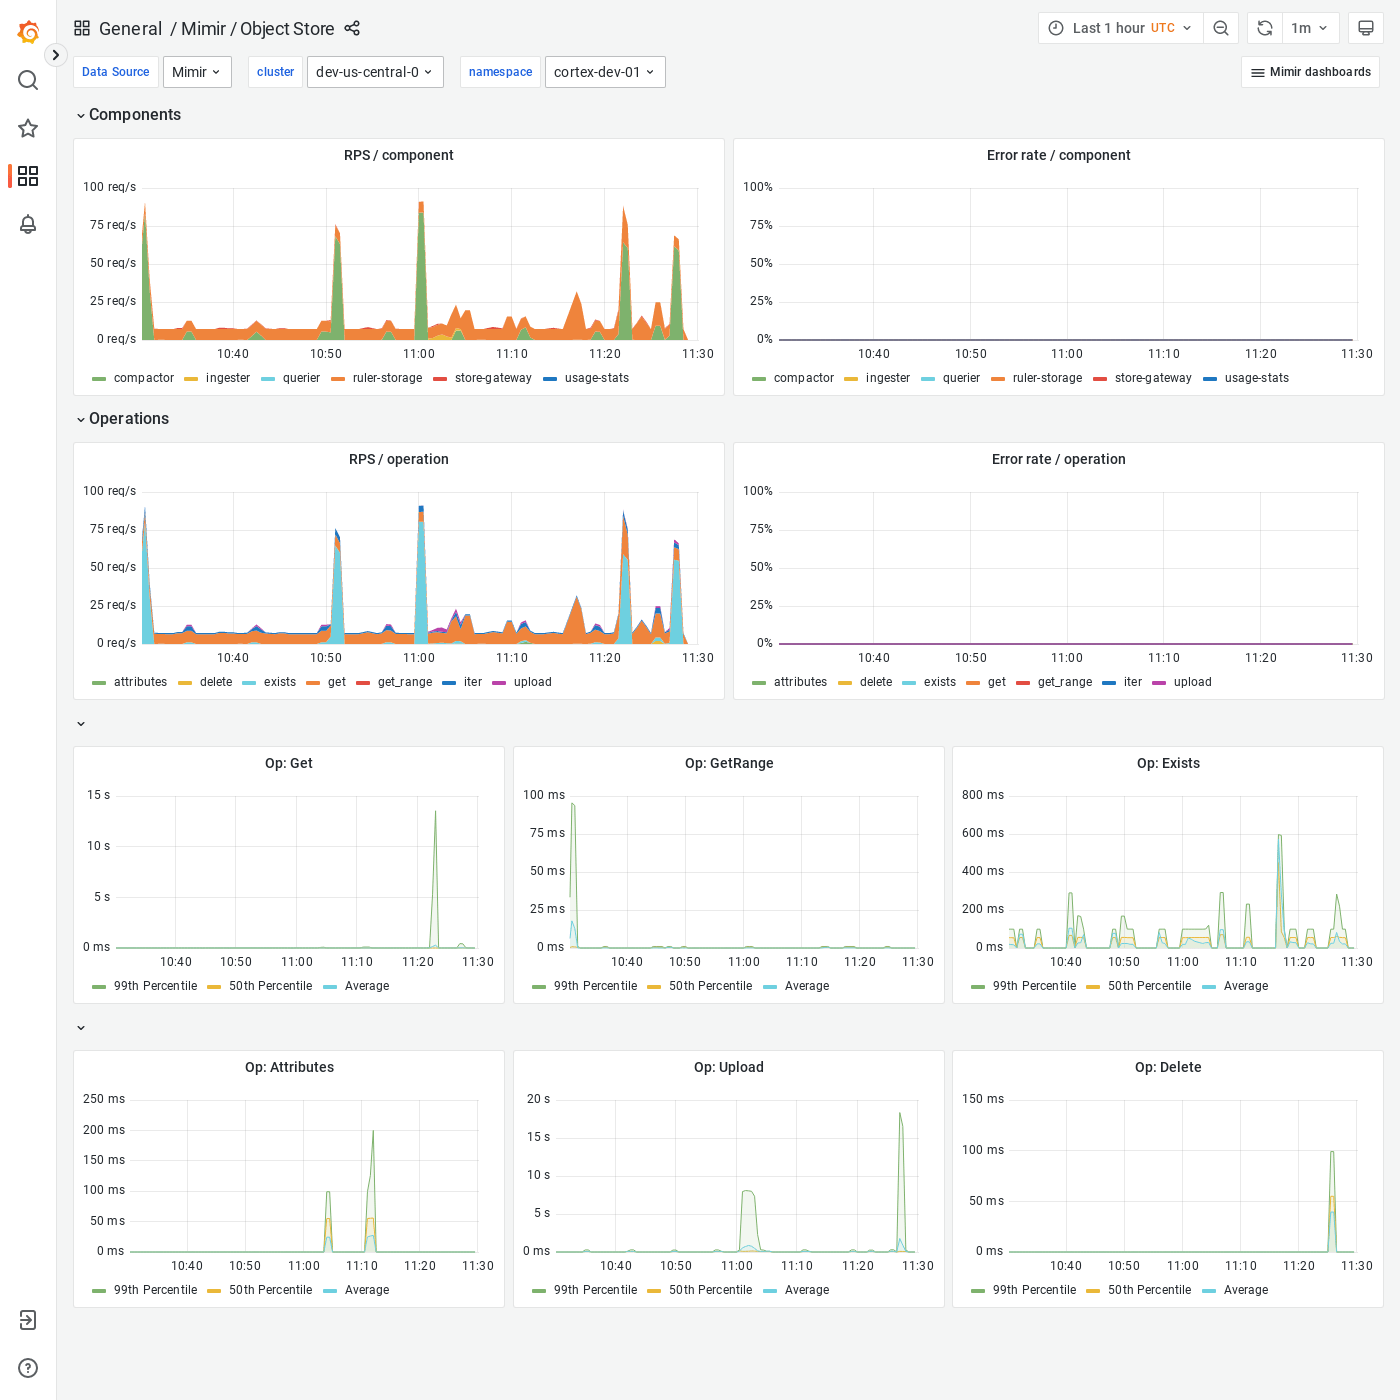 General / Mimir / Object Store
Last 1 hour UTC
1m
Data Source Mimir cluster dev-us-central-0 namespace cortex-dev-01
Mimir dashboards
Components
RPS / component
100 req/s
75 req/s
50 req/s
25 req/s
0 req/s
10:40 10:50 11:00 11:10 11:20 11:30
compactor ingester querier ruler-storage store-gateway usage-stats
Error rate / component
100%
75%
50%
25%
0%
10:40 10:50 11:00 11:10 11:20 11:30
compactor ingester querier ruler-storage store-gateway usage-stats
Operations
RPS / operation
100 req/s
75 req/s
50 req/s
25 req/s
0 req/s
10:40 10:50 11:00 11:10 11:20 11:30
attributes delete exists get get_range iter upload
Error rate / operation
100%
75%
50%
25%
0%
10:40 10:50 11:00 11:10 11:20 11:30
attributes delete exists get get_range iter upload
Op: Get
15 s
10 s
5 s
0 ms
10:40 10:50 11:00 11:10 11:20 11:30
99th Percentile 50th Percentile Average
Op: GetRange
100 ms
75 ms
50 ms
25 ms
0 ms
10:40 10:50 11:00 11:10 11:20 11:30
99th Percentile 50th Percentile Average
Op: Exists
800 ms
600 ms
400 ms
200 ms
0 ms
10:40 10:50 11:00 11:10 11:20 11:30
99th Percentile 50th Percentile Average
Op: Attributes
250 ms
200 ms
150 ms
100 ms
50 ms
0 ms
10:40 10:50 11:00 11:10 11:20 11:30
99th Percentile 50th Percentile Average
Op: Upload
20 s
15 s
10 s
5 s
0 ms
10:40 10:50 11:00 11:10 11:20 11:30
99th Percentile 50th Percentile Average
Op: Delete
150 ms
100 ms
50 ms
0 ms
10:40 10:50 11:00 11:10 11:20 11:30
99th Percentile 50th Percentile Average